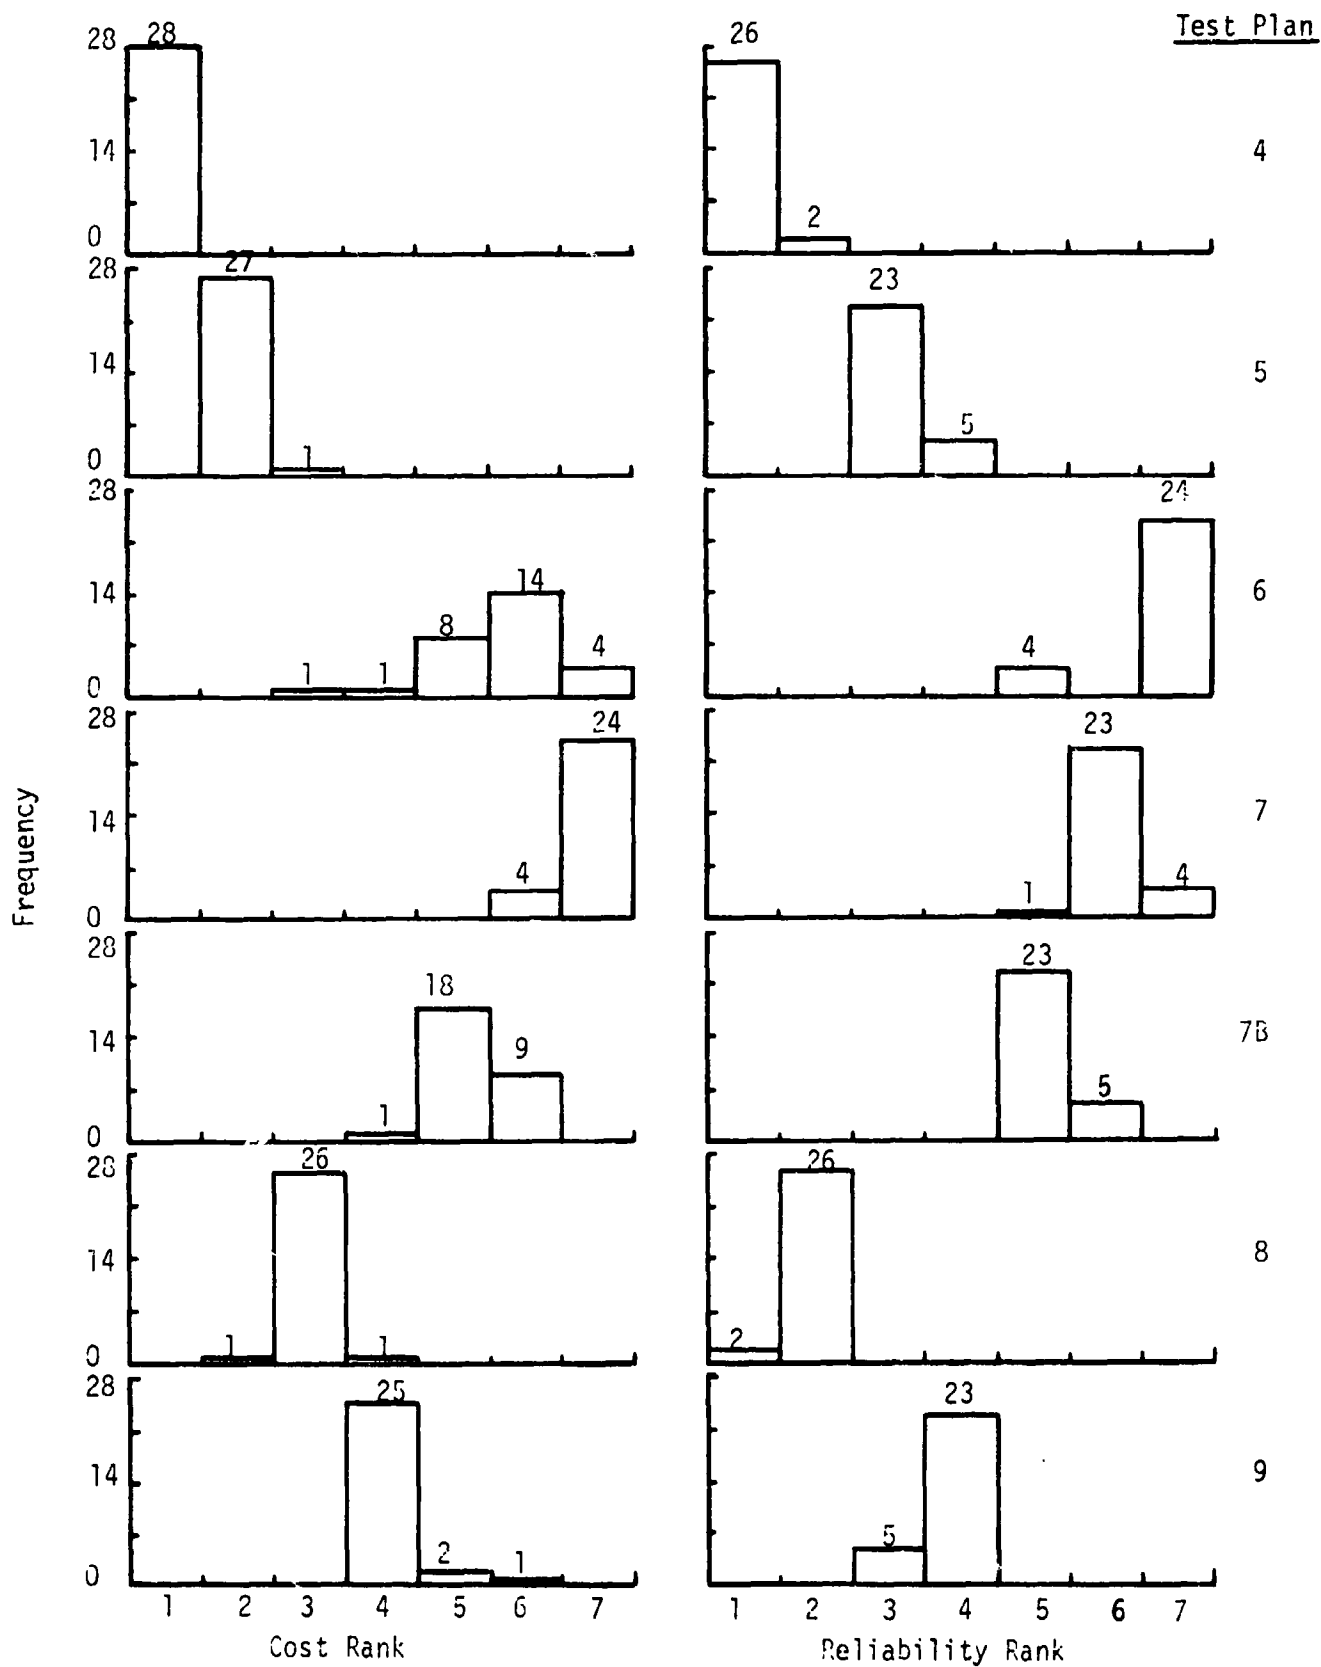 Test Plan
28 28 26
14 4
2
0
27
28 23
14 5
5
0 1
28 24
14 14 6
8 4 4
1 1
0
28 24 23
14 7
4 1 4
0
28 18 23
14 9 7B
1 5
0
28 26 26
14 8
1 1 2
0
28 25 23
14 9
2 1 5
0
1 2 3 4 5 6 7 1 2 3 4 5 6 7
Cost Rank Reliability Rank
Frequency